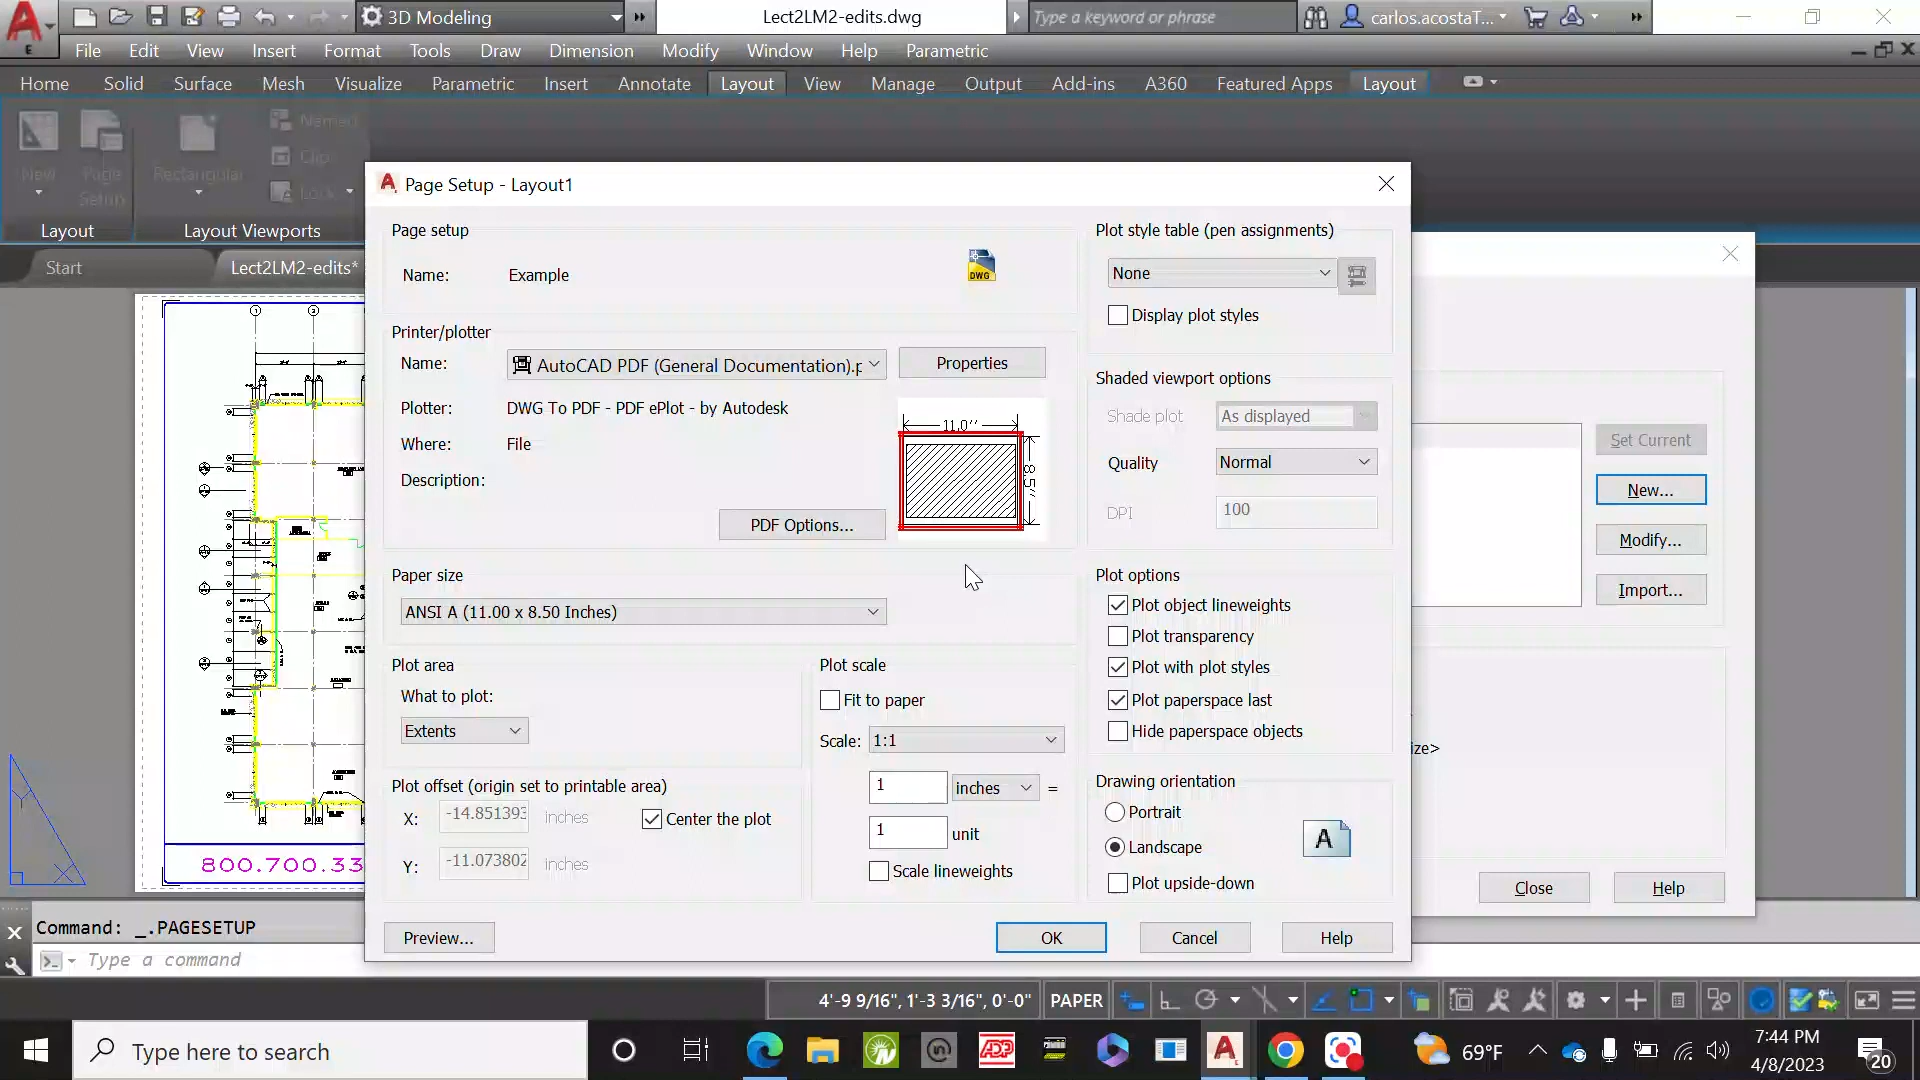 3D Modeling
Lect2LM2-edits.dwg
Type a keyword or phrase
carlos.acostaT...
E
File Edit View Insert Format Tools Draw Dimension Modify Window Help Parametric
Home Solid Surface Mesh Visualize Parametric Insert Annotate Layout View Manage Output Add-ins A360 Featured Apps Layout
New
Page Setup
Rectangular
Named
Clip
Lock
Layout
Layout Viewports
Start
Lect2LM2-edits*
Page Setup - Layout1
Page setup
Name: Example
DWG
Printer/plotter
Name: AutoCAD PDF (General Documentation).p
Properties
Plotter: DWG To PDF - PDF ePlot - by Autodesk
Where: File
Description:
PDF Options...
11.0''
8.5''
Paper size
ANSI A (11.00 x 8.50 Inches)
Plot area
What to plot:
Extents
Plot offset (origin set to printable area)
X: -14.851393 inches
Center the plot
Y: -11.073802 inches
Plot scale
Fit to paper
Scale: 1:1
1 inches =
1 unit
Scale lineweights
Plot style table (pen assignments)
None
Display plot styles
Shaded viewport options
Shade plot As displayed
Quality Normal
DPI 100
Plot options
Plot object lineweights
Plot transparency
Plot with plot styles
Plot paperspace last
Hide paperspace objects
Drawing orientation
Portrait
Landscape
A
Plot upside-down
Preview...
OK
Cancel
Help
Set Current
New...
Modify...
Import...
ize>
Close
Help
800.700.33
Y
X
Command: _.PAGESETUP
Type a command
4'-9 9/16", 1'-3 3/16", 0'-0"
PAPER
Type here to search
ADP
69°F
7:44 PM
4/8/2023
20